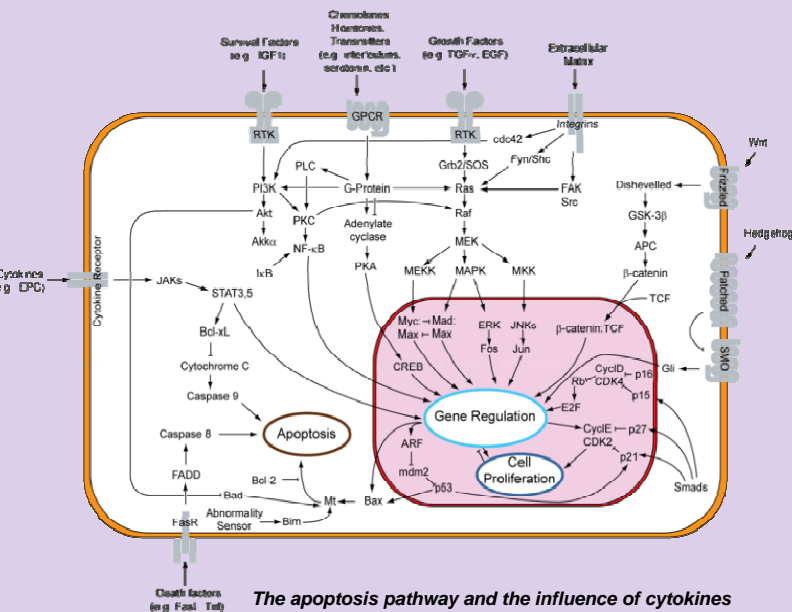 Chemokines
Hormones,
Transmitters
(e.g. interleukins,
serotonin, etc.)
Survival Factors
(e.g. IGF1)
Growth Factors
(e.g. TGFα, EGF)
Extracellular
Matrix
RTK
GPCR
RTK
Integrins
cdc42
Wnt
PLC
Grb2/SOS
Fyn/Shc
Frizzled
PI3K
G-Protein
Ras
FAK
Src
Dishevelled
Akt
PKC
Raf
GSK-3β
Adenylate
cyclase
Akkα
NF-κB
MEK
APC
Hedgehog
IκB
PKA
MEKK
MAPK
MKK
β-catenin
Cytokines
Cytokine Receptor
JAKs
STAT3,5
TCF
Patched
Myc:
Mad:
Max
Max
ERK
JNKs
β-catenin:TCF
Bcl-xL
Fos
Jun
SMO
Cytochrome C
CREB
CyclD
p16
Gli
Rb
CDK4
p15
Caspase 9
E2F
Gene Regulation
Caspase 8
Apoptosis
ARF
CyclE
p27
CDK2
FADD
mdm2
Cell
Proliferation
p21
Bcl-2
p53
Smads
Bad
Mt
Bax
FasR
Abnormality
Sensor
Bim
Death factors
(e.g. FasL, Tnf)
The apoptosis pathway and the influence of cytokines